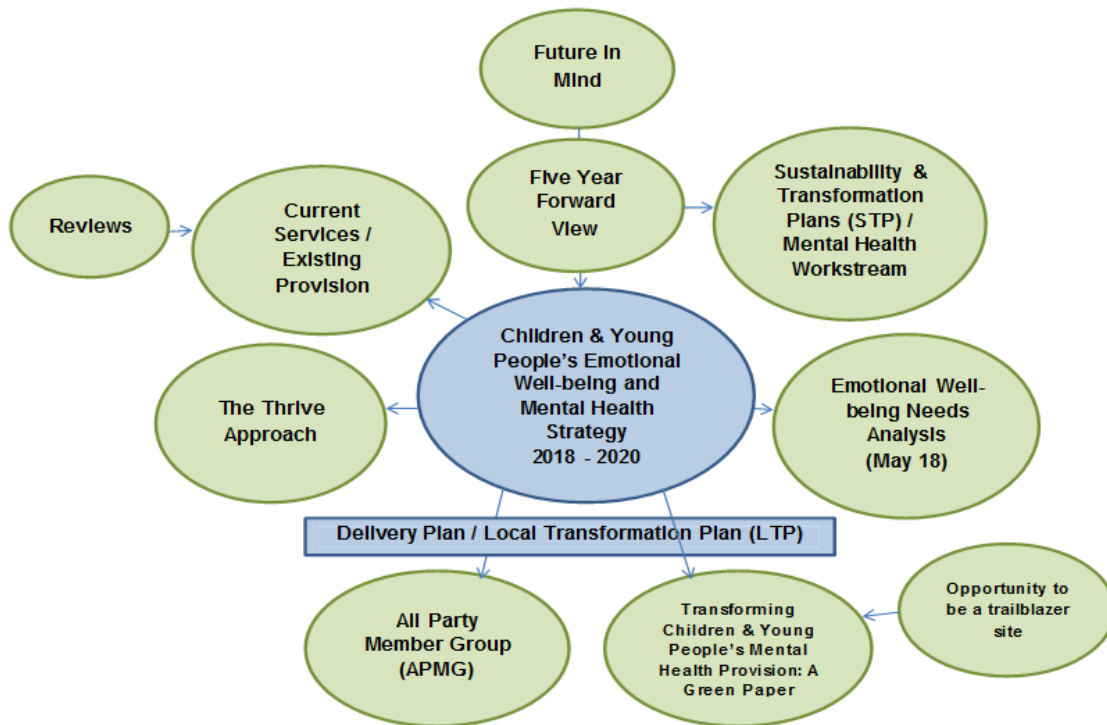 Future in
Mind
Five Year
Forward
View
Sustainability &
Transformation
Plans (STP) /
Mental Health
Workstream
Reviews
Current
Services /
Existing
Provision
Children & Young
People's Emotional
Well-being and
Mental Health
Strategy
2018 - 2020
The Thrive
Approach
Emotional Well-
being Needs
Analysis
(May 18)
Delivery Plan / Local Transformation Plan (LTP)
All Party
Member Group
(APMG)
Transforming
Children & Young
People's Mental
Health Provision: A
Green Paper
Opportunity to
be a trailblazer
site